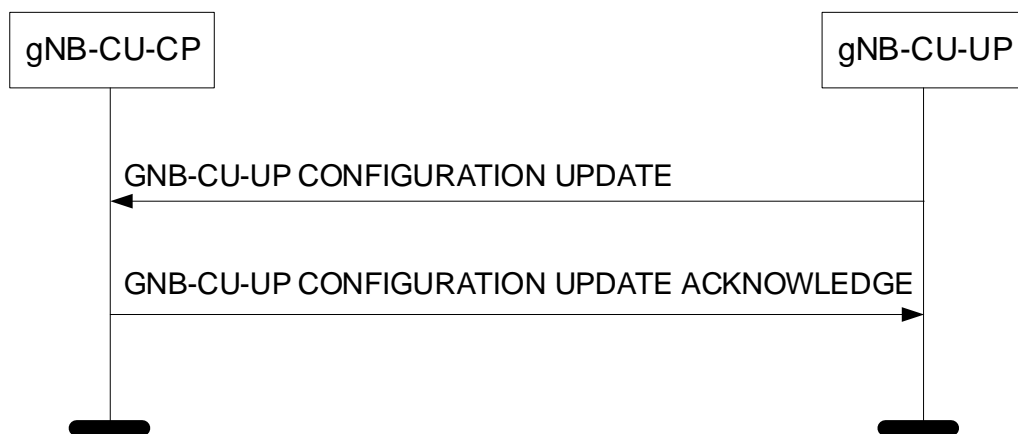 gNB-CU-CP
gNB-CU-UP
GNB-CU-UP CONFIGURATION UPDATE
GNB-CU-UP CONFIGURATION UPDATE ACKNOWLEDGE